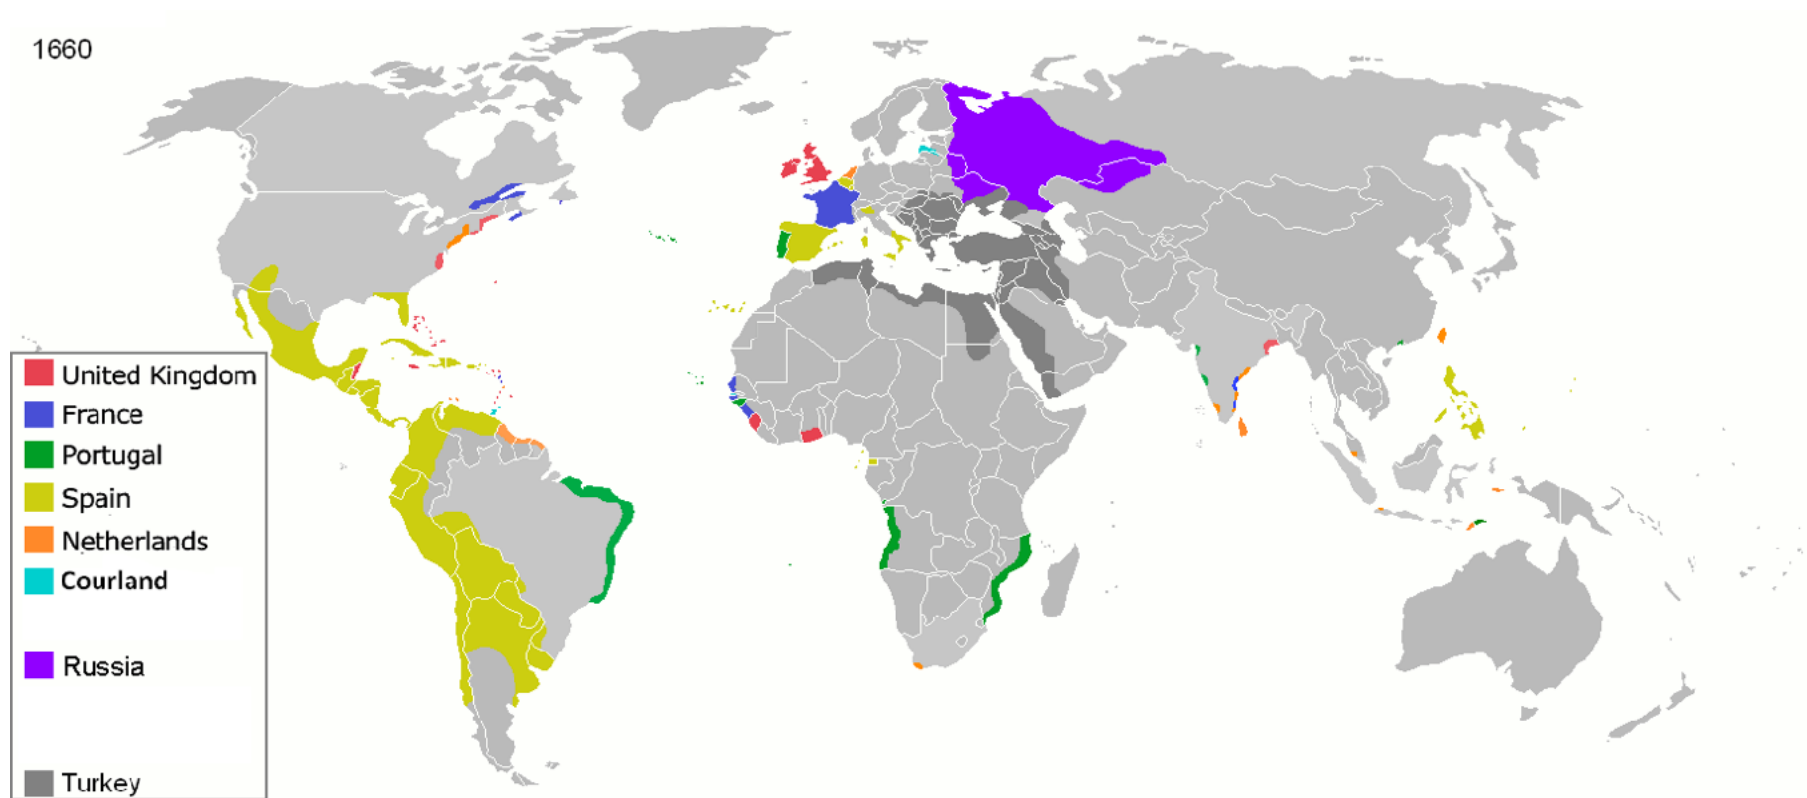 1660
United Kingdom
France
Portugal
Spain
Netherlands
Courland
Russia
Turkey